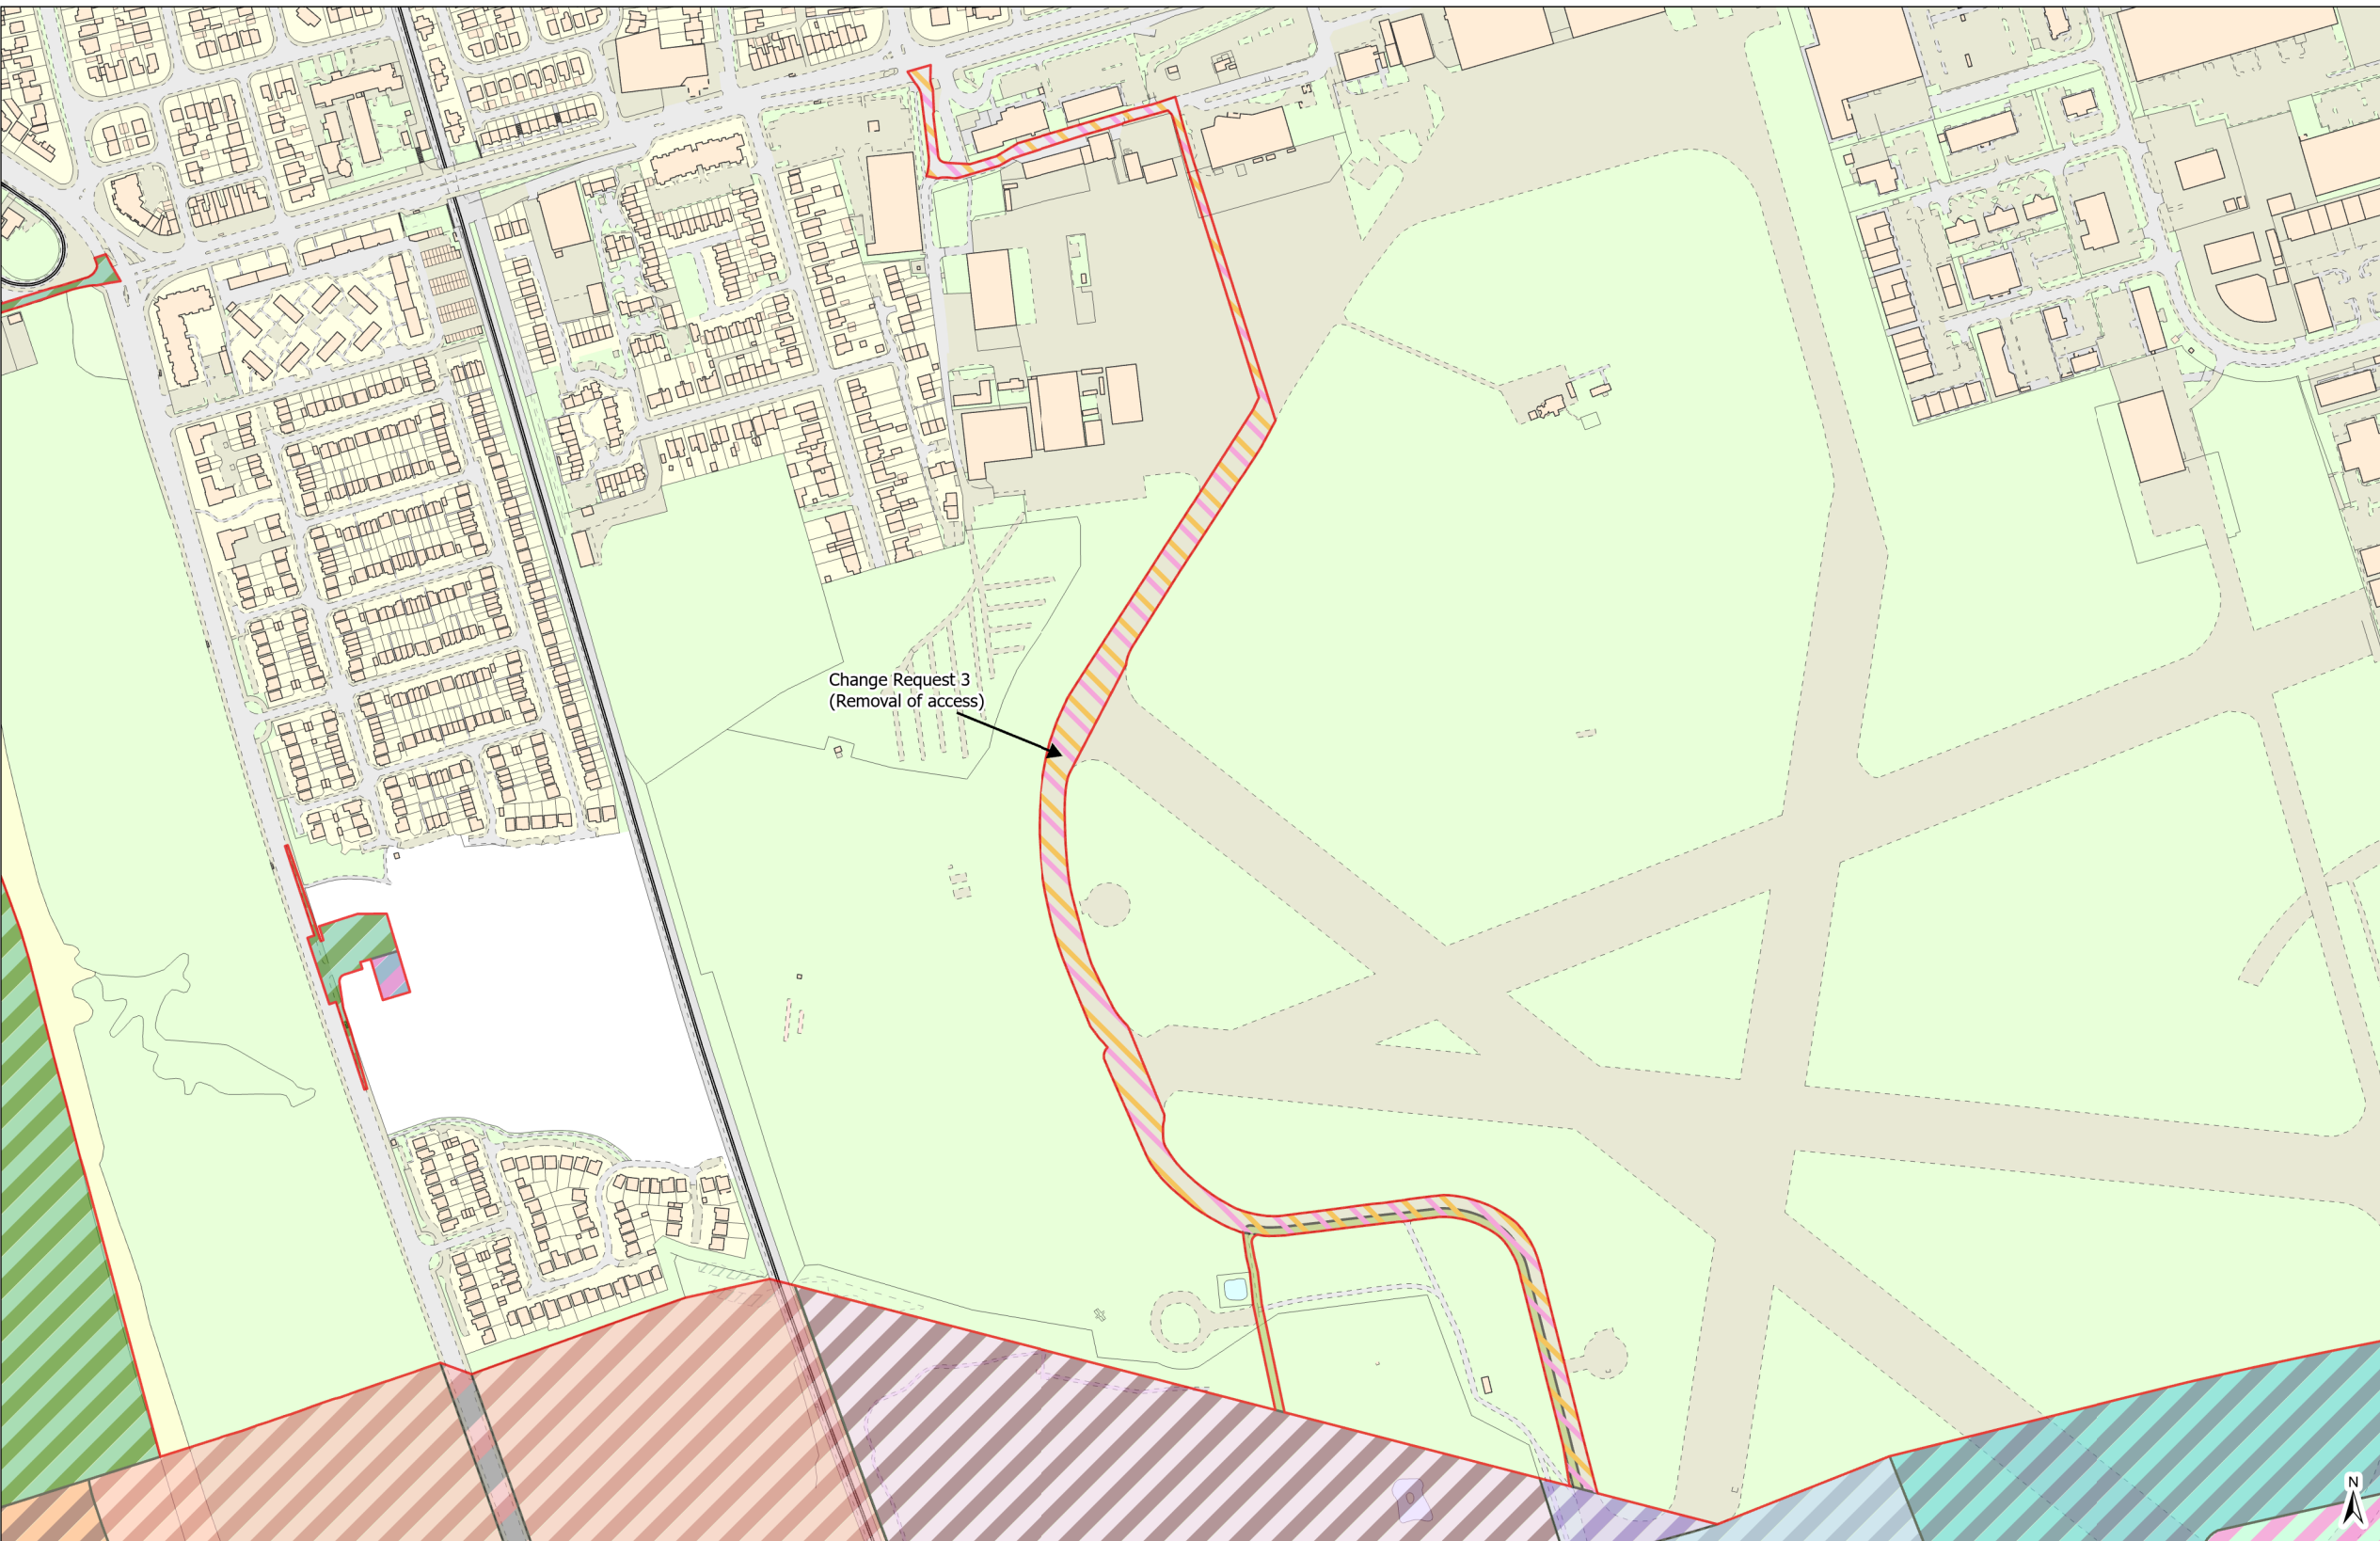 Change Request 3
(Removal of access)
N